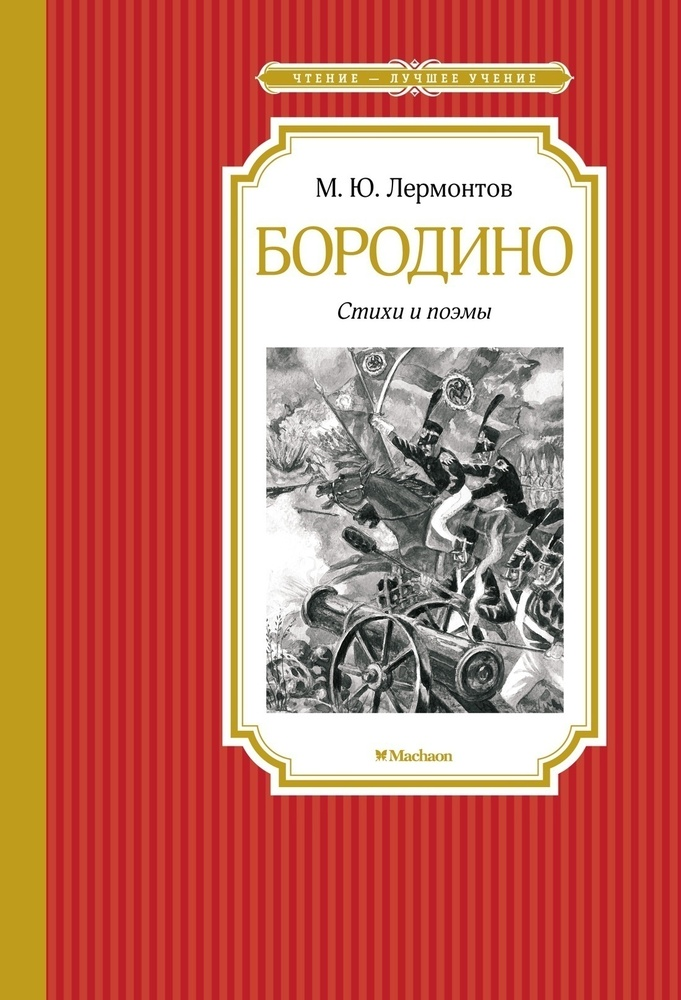 ЧТЕНИЕ – ЛУЧШЕЕ УЧЕНИЕ
М. Ю. Лермонтов
БОРОДИНО
Стихи и поэмы
Machaon